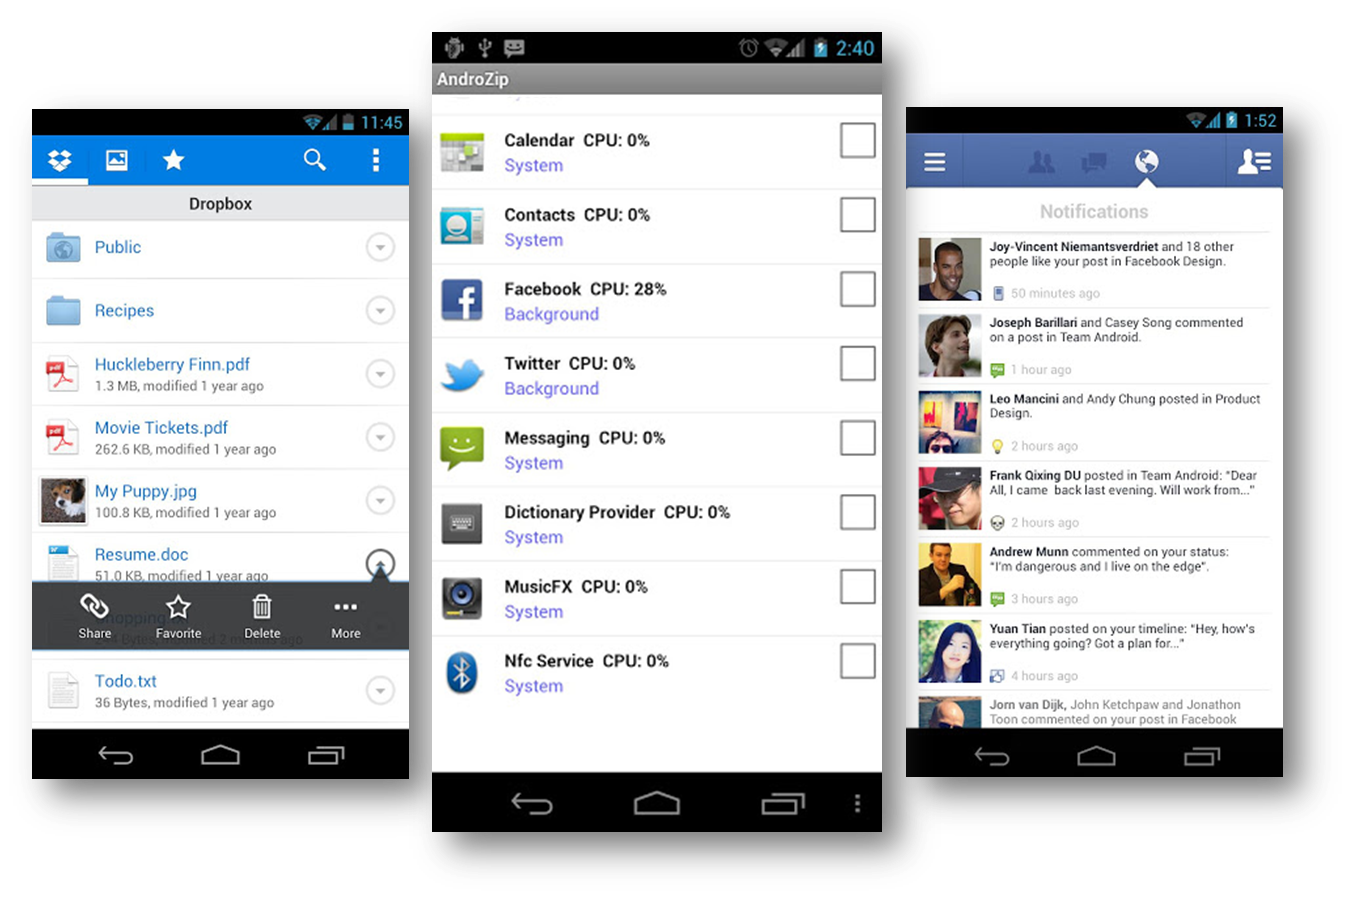 11:45
Dropbox
Public
Recipes
Huckleberry Finn.pdf
1.3 MB, modified 1 year ago
Movie Tickets.pdf
262.6 KB, modified 1 year ago
My Puppy.jpg
100.8 KB, modified 1 year ago
Resume.doc
51.0 KB, modified 1 year ago
Share Favorite Delete More
Todo.txt
36 Bytes, modified 1 year ago
2:40
AndroZip
Calendar CPU: 0%
System
Contacts CPU: 0%
System
Facebook CPU: 28%
Background
Twitter CPU: 0%
Background
Messaging CPU: 0%
System
Dictionary Provider CPU: 0%
System
MusicFX CPU: 0%
System
Nfc Service CPU: 0%
System
1:52
Notifications
Joy-Vincent Niemantsverdriet and 18 other
people like your post in Facebook Design.
50 minutes ago
Joseph Barillari and Casey Song commented
on a post in Team Android.
1 hour ago
Leo Mancini and Andy Chung posted in Product
Design.
2 hours ago
Frank Qixing DU posted in Team Android: "Dear
All, I came back last evening. Will work from..."
2 hours ago
Andrew Munn commented on your status:
"I'm dangerous and I live on the edge".
3 hours ago
Yuan Tian posted on your timeline: "Hey, how's
everything going? Got a plan for..."
4 hours ago
Jorn van Dijk, John Ketchpaw and Jonathon
Toon commented on your post in Facebook